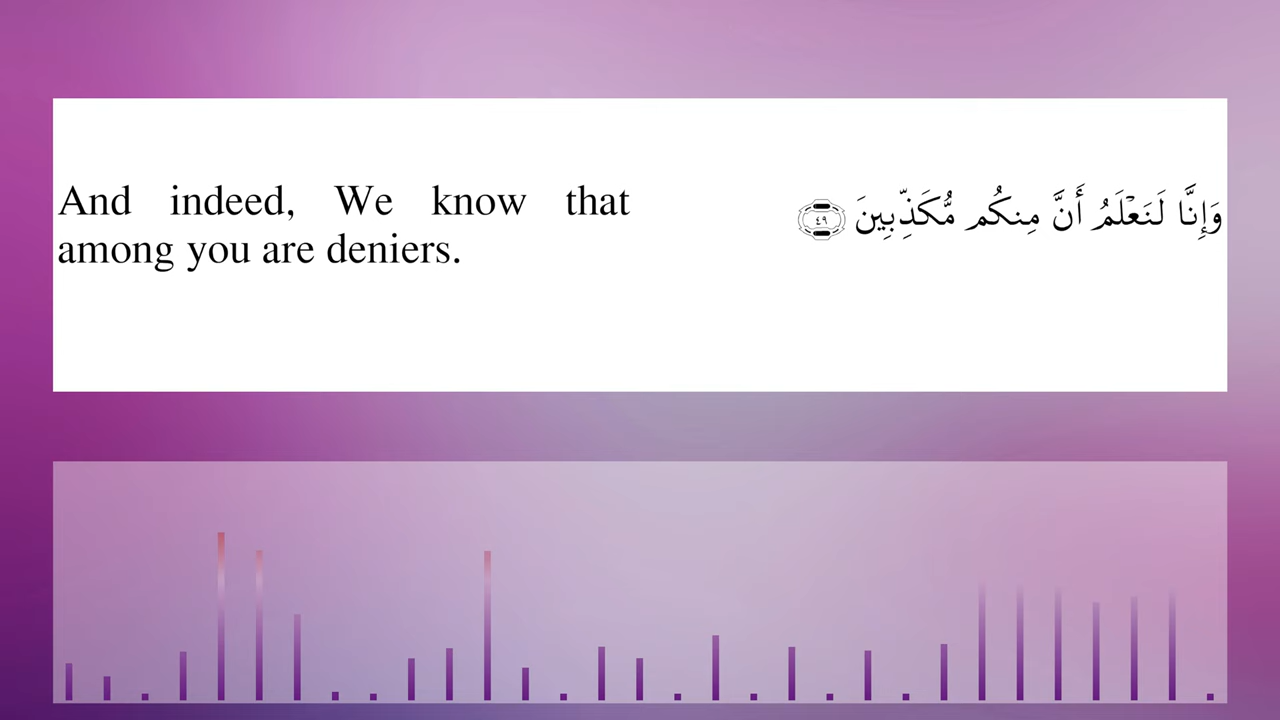 And indeed, We know that
among you are deniers.
وَإِنَّا لَنَعْلَمُ أَنَّ مِنكُم مُّكَذِّبِينَ ٤٩